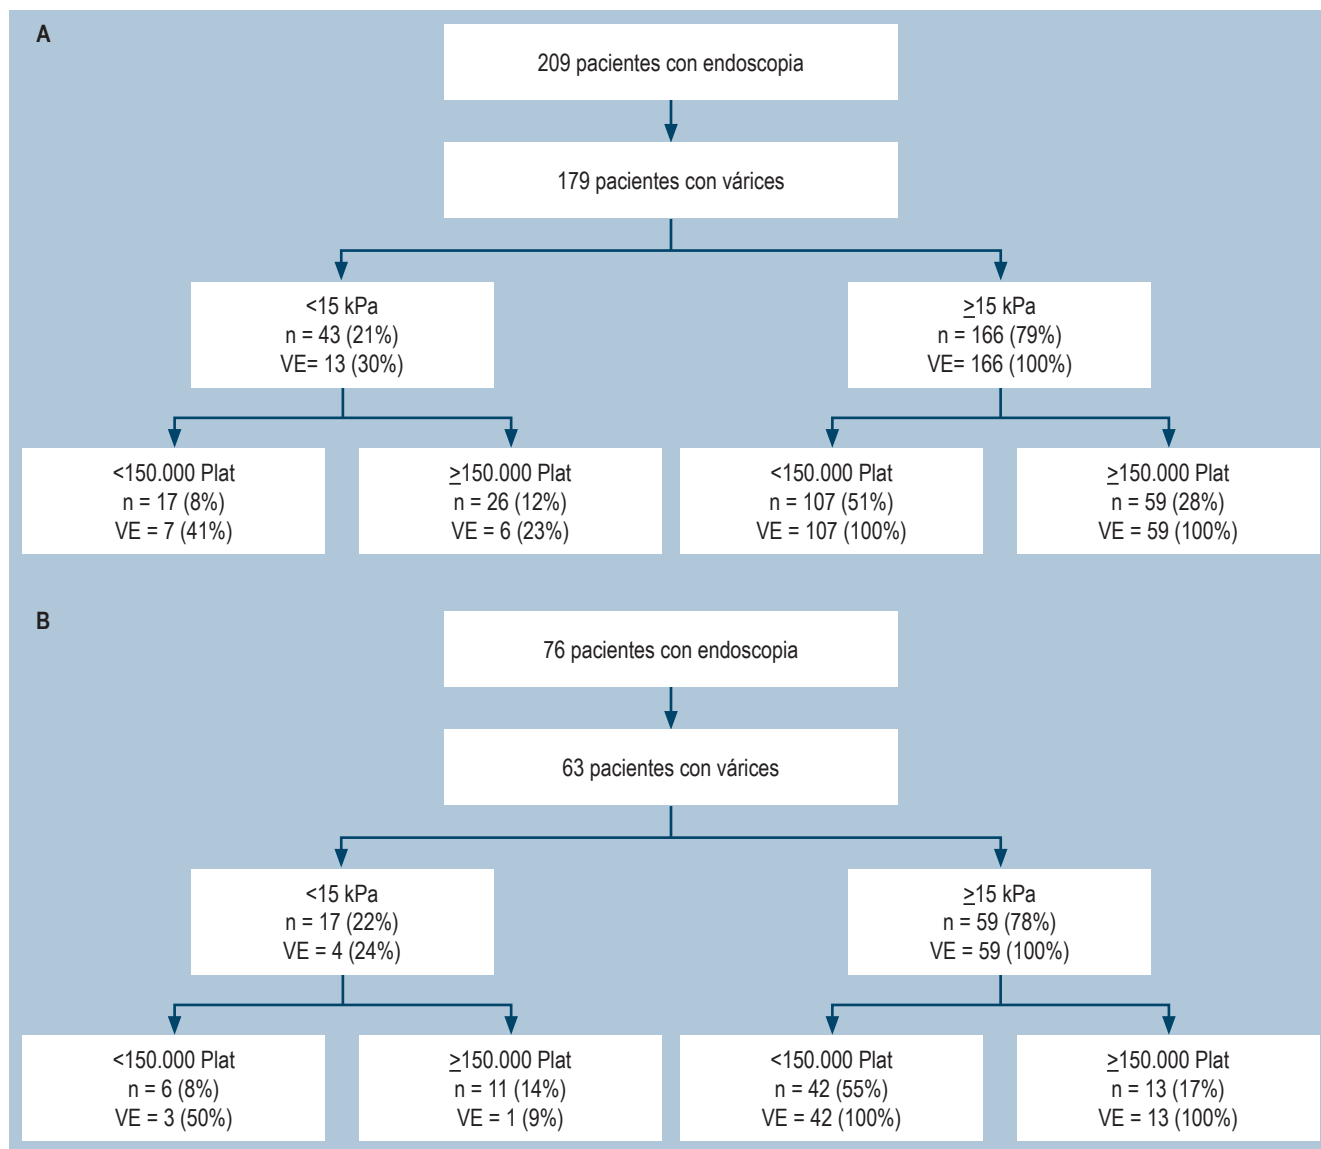 A
209 pacientes con endoscopia
179 pacientes con várices
<15 kPa
n = 43 (21%)
VE= 13 (30%)
≥15 kPa
n = 166 (79%)
VE= 166 (100%)
<150.000 Plat
n = 17 (8%)
VE = 7 (41%)
≥150.000 Plat
n = 26 (12%)
VE = 6 (23%)
<150.000 Plat
n = 107 (51%)
VE = 107 (100%)
≥150.000 Plat
n = 59 (28%)
VE = 59 (100%)
B
76 pacientes con endoscopia
63 pacientes con várices
<15 kPa
n = 17 (22%)
VE = 4 (24%)
≥15 kPa
n = 59 (78%)
VE = 59 (100%)
<150.000 Plat
n = 6 (8%)
VE = 3 (50%)
≥150.000 Plat
n = 11 (14%)
VE = 1 (9%)
<150.000 Plat
n = 42 (55%)
VE = 42 (100%)
≥150.000 Plat
n = 13 (17%)
VE = 13 (100%)